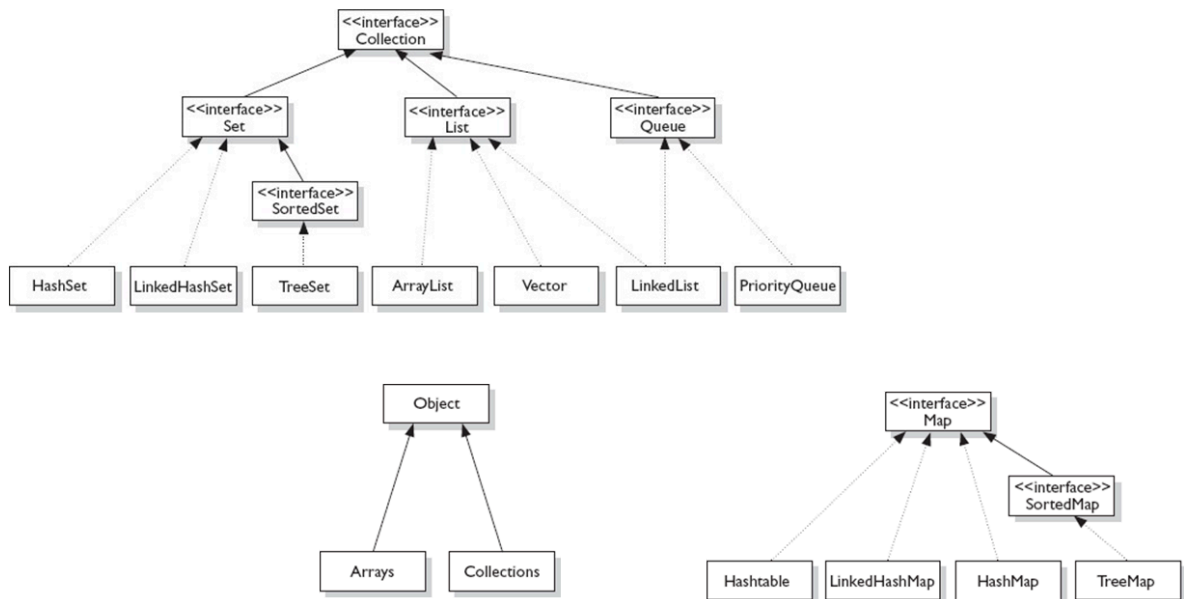 <<interface>>
Collection
<<interface>>
Set
<<interface>>
List
<<interface>>
Queue
<<interface>>
SortedSet
HashSet
LinkedHashSet
TreeSet
ArrayList
Vector
LinkedList
PriorityQueue
Object
<<interface>>
Map
<<interface>>
SortedMap
Arrays
Collections
Hashtable
LinkedHashMap
HashMap
TreeMap